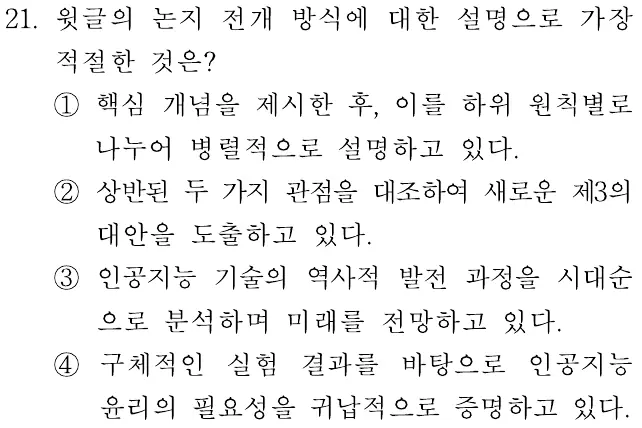 21. 윗글의 논지 전개 방식에 대한 설명으로 가장
적절한 것은?
① 핵심 개념을 제시한 후, 이를 하위 원칙별로
나누어 병렬적으로 설명하고 있다.
② 상반된 두 가지 관점을 대조하여 새로운 제3의
대안을 도출하고 있다.
③ 인공지능 기술의 역사적 발전 과정을 시대순
으로 분석하며 미래를 전망하고 있다.
④ 구체적인 실험 결과를 바탕으로 인공지능
윤리의 필요성을 귀납적으로 증명하고 있다.